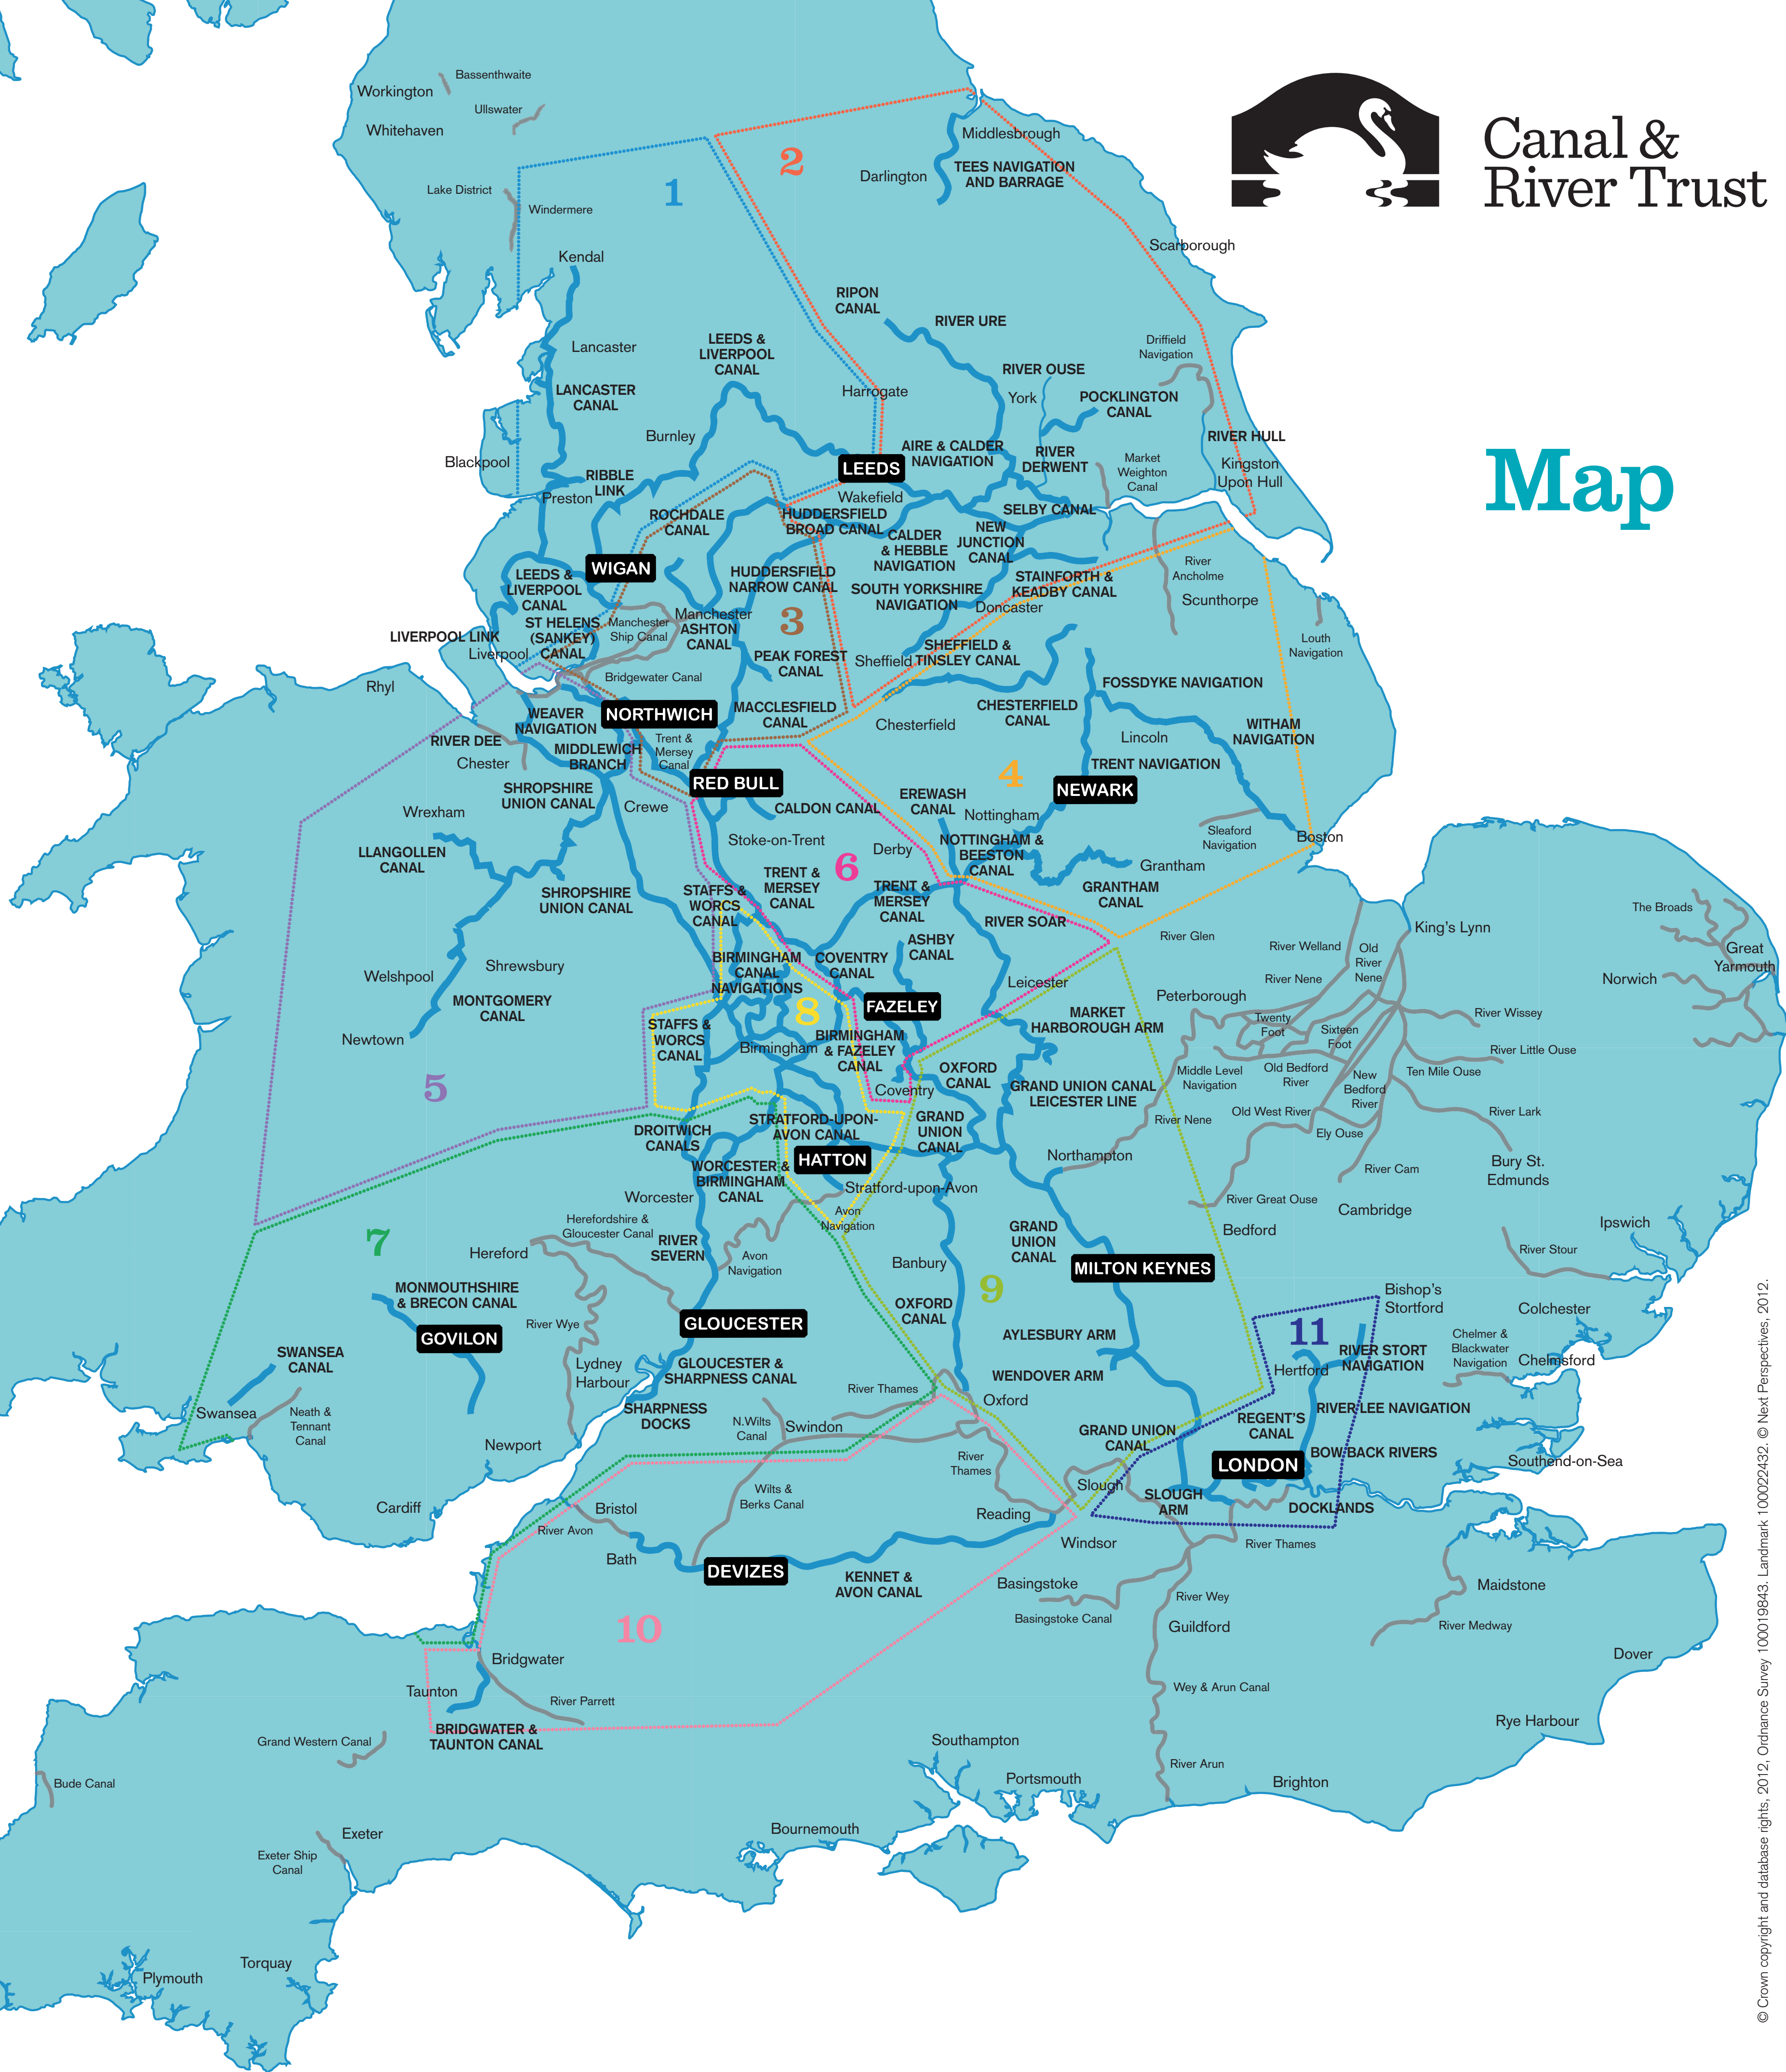 Canal &
River Trust
Map
Bassenthwaite
Workington
Ullswater
Whitehaven
Middlesbrough
2
TEES NAVIGATION
AND BARRAGE
Darlington
1
Lake District
Windermere
Scarborough
Kendal
RIPON
CANAL
RIVER URE
LEEDS &
LIVERPOOL
CANAL
Lancaster
Driffield
Navigation
RIVER OUSE
LANCASTER
CANAL
Harrogate
York
POCKLINGTON
CANAL
Burnley
RIVER HULL
AIRE & CALDER
NAVIGATION
RIVER
DERWENT
Blackpool
LEEDS
Market
Weighton
Canal
Kingston
Upon Hull
RIBBLE
LINK
Preston
Wakefield
ROCHDALE
CANAL
HUDDERSFIELD
BROAD CANAL
SELBY CANAL
CALDER
& HEBBLE
NAVIGATION
NEW
JUNCTION
CANAL
WIGAN
River
Ancholme
LEEDS &
LIVERPOOL
CANAL
HUDDERSFIELD
NARROW CANAL
SOUTH YORKSHIRE
NAVIGATION
STAINFORTH &
KEADBY CANAL
Scunthorpe
Doncaster
3
Manchester
ASHTON
CANAL
Manchester
Ship Canal
ST HELENS
(SANKEY)
CANAL
LIVERPOOL LINK
Liverpool
Louth
Navigation
SHEFFIELD &
TINSLEY CANAL
Sheffield
PEAK FOREST
CANAL
Bridgewater Canal
Rhyl
FOSSDYKE NAVIGATION
NORTHWICH
MACCLESFIELD
CANAL
CHESTERFIELD
CANAL
Chesterfield
WEAVER
NAVIGATION
WITHAM
NAVIGATION
RIVER DEE
Chester
MIDDLEWICH
BRANCH
Trent &
Mersey
Canal
Lincoln
TRENT NAVIGATION
4
RED BULL
NEWARK
SHROPSHIRE
UNION CANAL
Crewe
CALDON CANAL
EREWASH
CANAL
Nottingham
Wrexham
Stoke-on-Trent
Derby
NOTTINGHAM &
BEESTON
CANAL
Sleaford
Navigation
Boston
LLANGOLLEN
CANAL
6
Grantham
TRENT &
MERSEY
CANAL
TRENT &
MERSEY
CANAL
GRANTHAM
CANAL
SHROPSHIRE
UNION CANAL
STAFFS &
WORCS
CANAL
RIVER SOAR
The Broads
King's Lynn
River Glen
River Welland
Old
River
Nene
ASHBY
CANAL
Great
Yarmouth
BIRMINGHAM
CANAL
NAVIGATIONS
COVENTRY
CANAL
Shrewsbury
Welshpool
River Nene
Norwich
Leicester
Peterborough
MONTGOMERY
CANAL
FAZELEY
8
MARKET
HARBOROUGH ARM
Twenty
Foot
Sixteen
Foot
River Wissey
STAFFS &
WORCS
CANAL
Newtown
Birmingham
BIRMINGHAM
& FAZELEY
CANAL
River Little Ouse
Ten Mile Ouse
OXFORD
CANAL
Middle Level
Navigation
Old Bedford
River
New
Bedford
River
5
Coventry
GRAND UNION CANAL
LEICESTER LINE
River Nene
Old West River
River Lark
STRATFORD-UPON-
AVON CANAL
GRAND
UNION
CANAL
DROITWICH
CANALS
Ely Ouse
HATTON
Northampton
River Cam
Bury St.
Edmunds
WORCESTER &
BIRMINGHAM
CANAL
Worcester
Stratford-upon-Avon
River Great Ouse
Cambridge
Avon
Navigation
Herefordshire &
Gloucester Canal
Bedford
Ipswich
7
Hereford
RIVER
SEVERN
GRAND
UNION
CANAL
River Stour
Avon
Navigation
Banbury
MILTON KEYNES
MONMOUTHSHIRE
& BRECON CANAL
9
Bishop's
Stortford
Colchester
OXFORD
CANAL
River Wye
GLOUCESTER
GOVILON
AYLESBURY ARM
11
RIVER STORT
NAVIGATION
Chelmer &
Blackwater
Navigation
Chelmsford
SWANSEA
CANAL
Lydney
Harbour
GLOUCESTER &
SHARPNESS CANAL
WENDOVER ARM
Hertford
River Thames
Oxford
Swansea
Neath &
Tennant
Canal
SHARPNESS
DOCKS
N.Wilts
Canal
Swindon
REGENT'S
CANAL
RIVER LEE NAVIGATION
GRAND UNION
CANAL
Newport
BOW BACK RIVERS
River
Thames
LONDON
Southend-on-Sea
Slough
Wilts &
Berks Canal
SLOUGH
ARM
DOCKLANDS
Cardiff
Bristol
Reading
River Avon
Windsor
River Thames
Bath
DEVIZES
KENNET &
AVON CANAL
Basingstoke
Basingstoke Canal
River Wey
Maidstone
10
Guildford
River Medway
Bridgwater
Dover
Taunton
River Parrett
Wey & Arun Canal
BRIDGWATER &
TAUNTON CANAL
Grand Western Canal
Southampton
Rye Harbour
River Arun
Portsmouth
Brighton
Bude Canal
Bournemouth
Exeter
Exeter Ship
Canal
Torquay
Plymouth
© Crown copyright and database rights, 2012, Ordnance Survey 100019843. Landmark 100022432. © Next Perspectives, 2012.